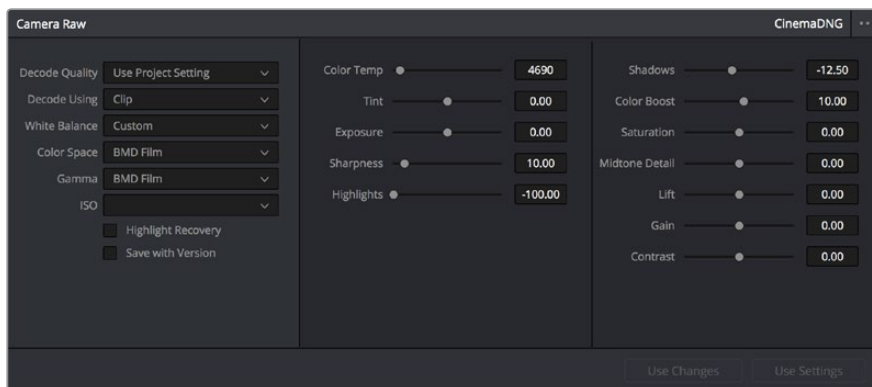 Camera Raw
CinemaDNG
Decode Quality Use Project Setting
Decode Using Clip
White Balance Custom
Color Space BMD Film
Gamma BMD Film
ISO
Highlight Recovery
Save with Version
Color Temp 4690
Tint 0.00
Exposure 0.00
Sharpness 10.00
Highlights -100.00
Shadows -12.50
Color Boost 10.00
Saturation 0.00
Midtone Detail 0.00
Lift 0.00
Gain 0.00
Contrast 0.00
Use Changes
Use Settings